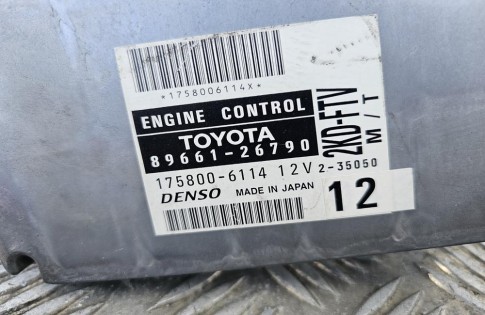 *1758006114X*
ENGINE CONTROL
TOYOTA
89661-26790
175800-6114 12V
DENSO MADE IN JAPAN
2KD-FTV
M/T
2-35050
12